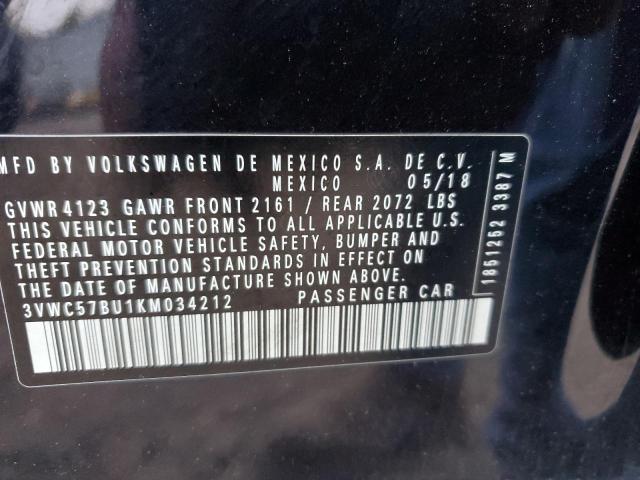 MFD BY VOLKSWAGEN DE MEXICO S.A. DE C.V.
MEXICO 05/18
GVWR 4123 GAWR FRONT 2161 / REAR 2072 LBS
THIS VEHICLE CONFORMS TO ALL APPLICABLE U.S.
FEDERAL MOTOR VEHICLE SAFETY, BUMPER AND
THEFT PREVENTION STANDARDS IN EFFECT ON
THE DATE OF MANUFACTURE SHOWN ABOVE.
3VWC57BU1KM034212 PASSENGER CAR
1851252 3387 M